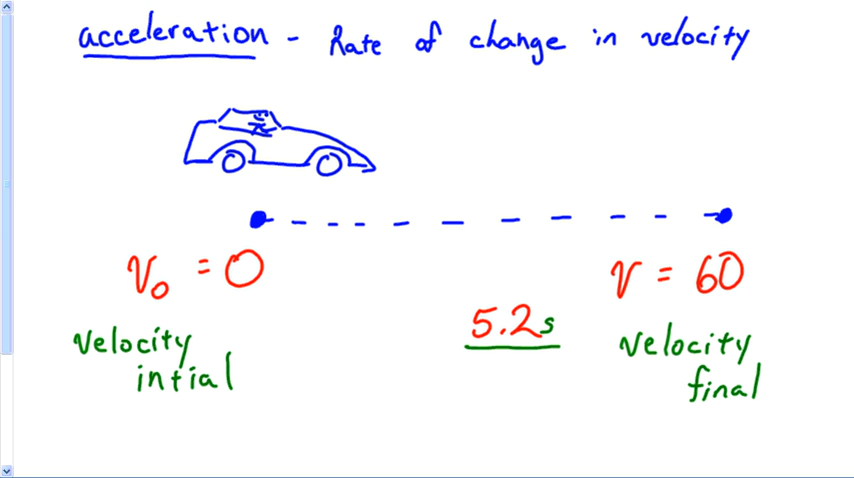 acceleration - Rate of change in velocity
V₀ = 0
V = 60
5.2s
velocity
intial
velocity
final